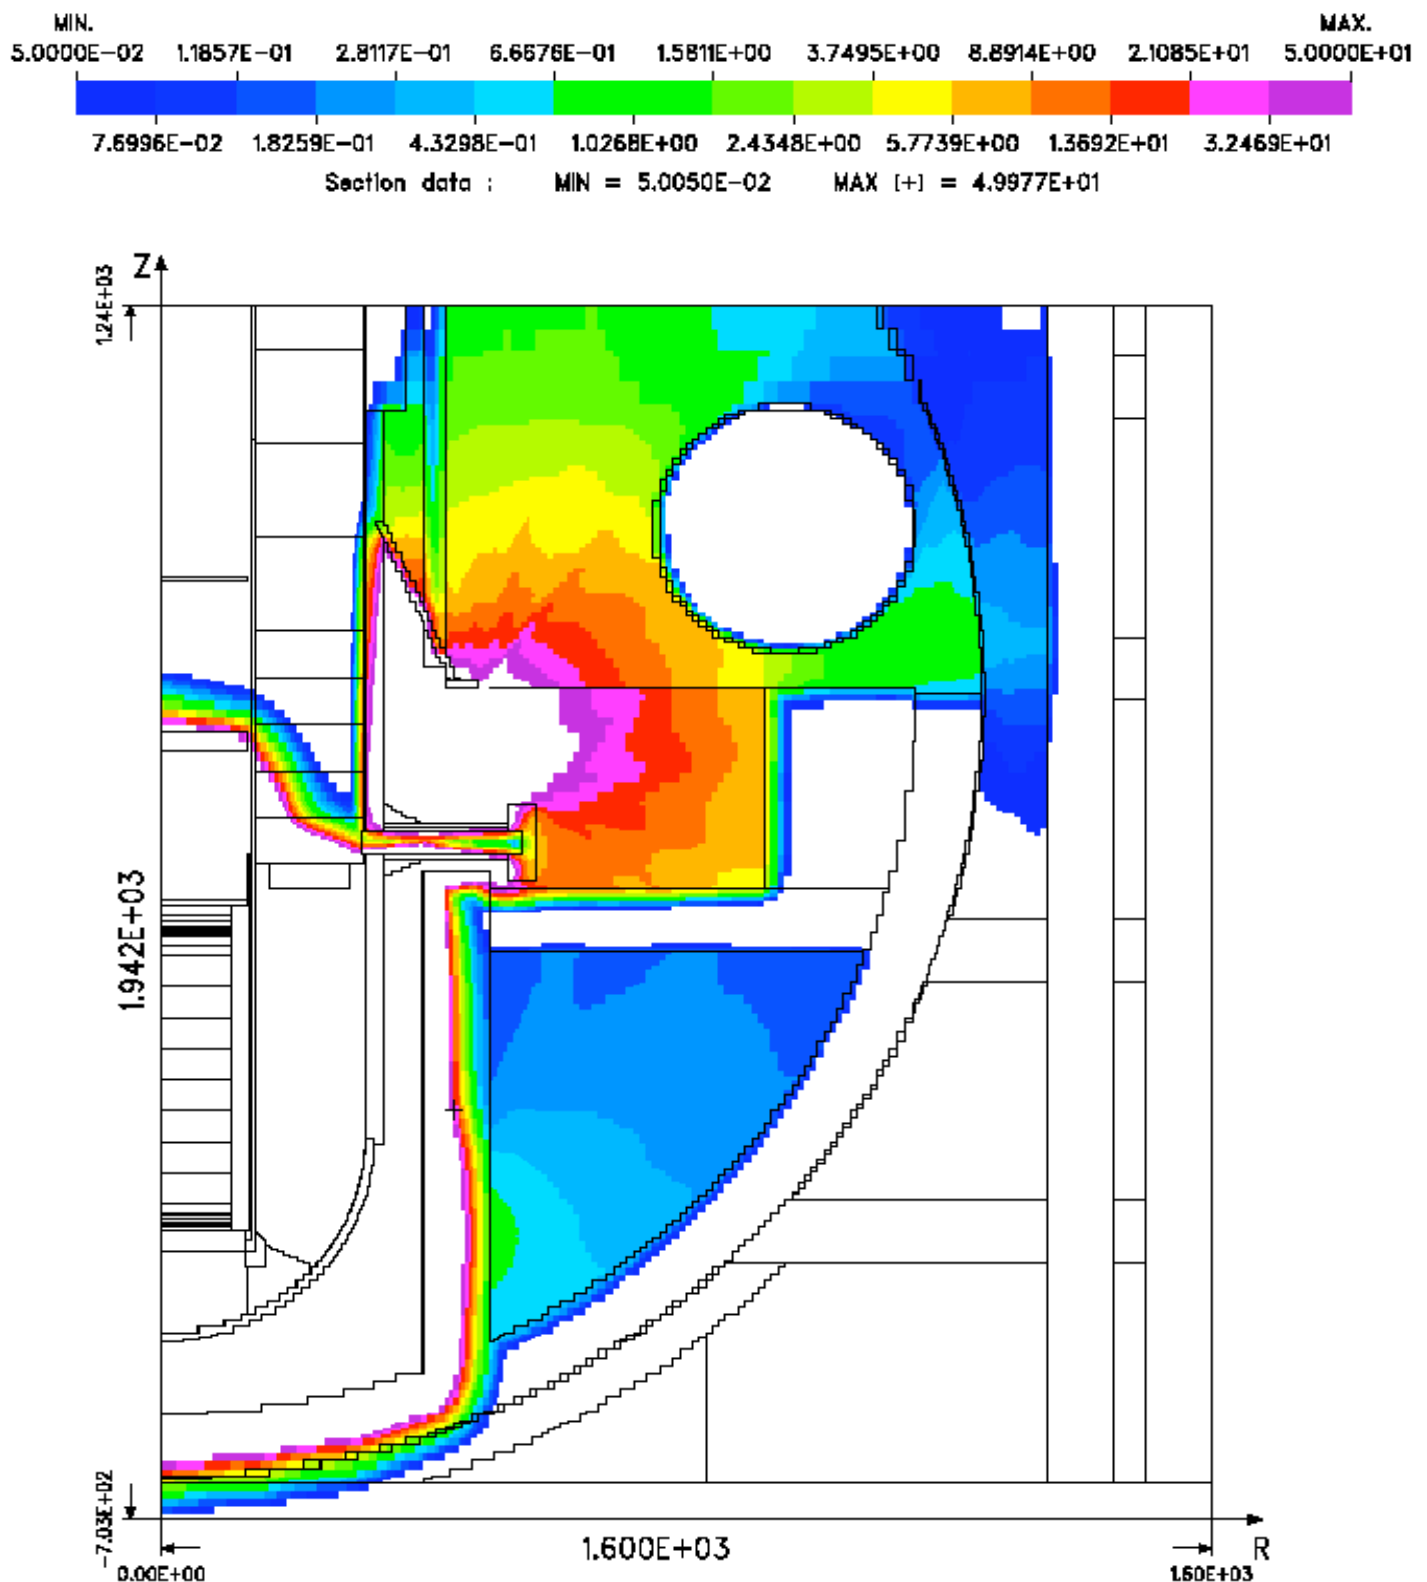 MIN. MAX.
5.0000E-02 1.1857E-01 2.8117E-01 6.6676E-01 1.5811E+00 3.7495E+00 8.8914E+00 2.1085E+01 5.0000E+01
7.6996E-02 1.8259E-01 4.3298E-01 1.0268E+00 2.4348E+00 5.7739E+00 1.3692E+01 3.2469E+01
Section data : MIN = 5.0050E-02 MAX [+] = 4.9977E+01
Z
1.24E+03
1.942E+03
-7.03E+02
1.600E+03 R
0.00E+00 1.60E+03